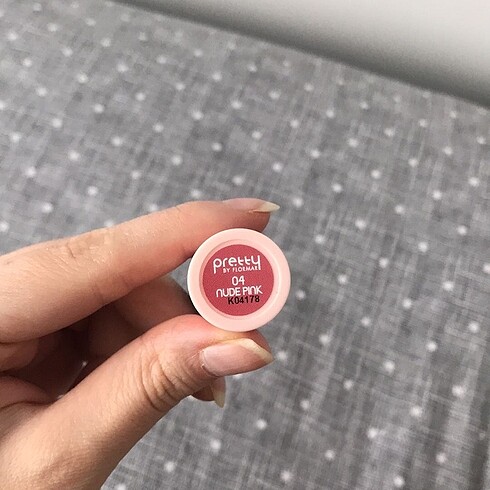 pretty
BY FLORMAR
04
NUDE PINK
K04178